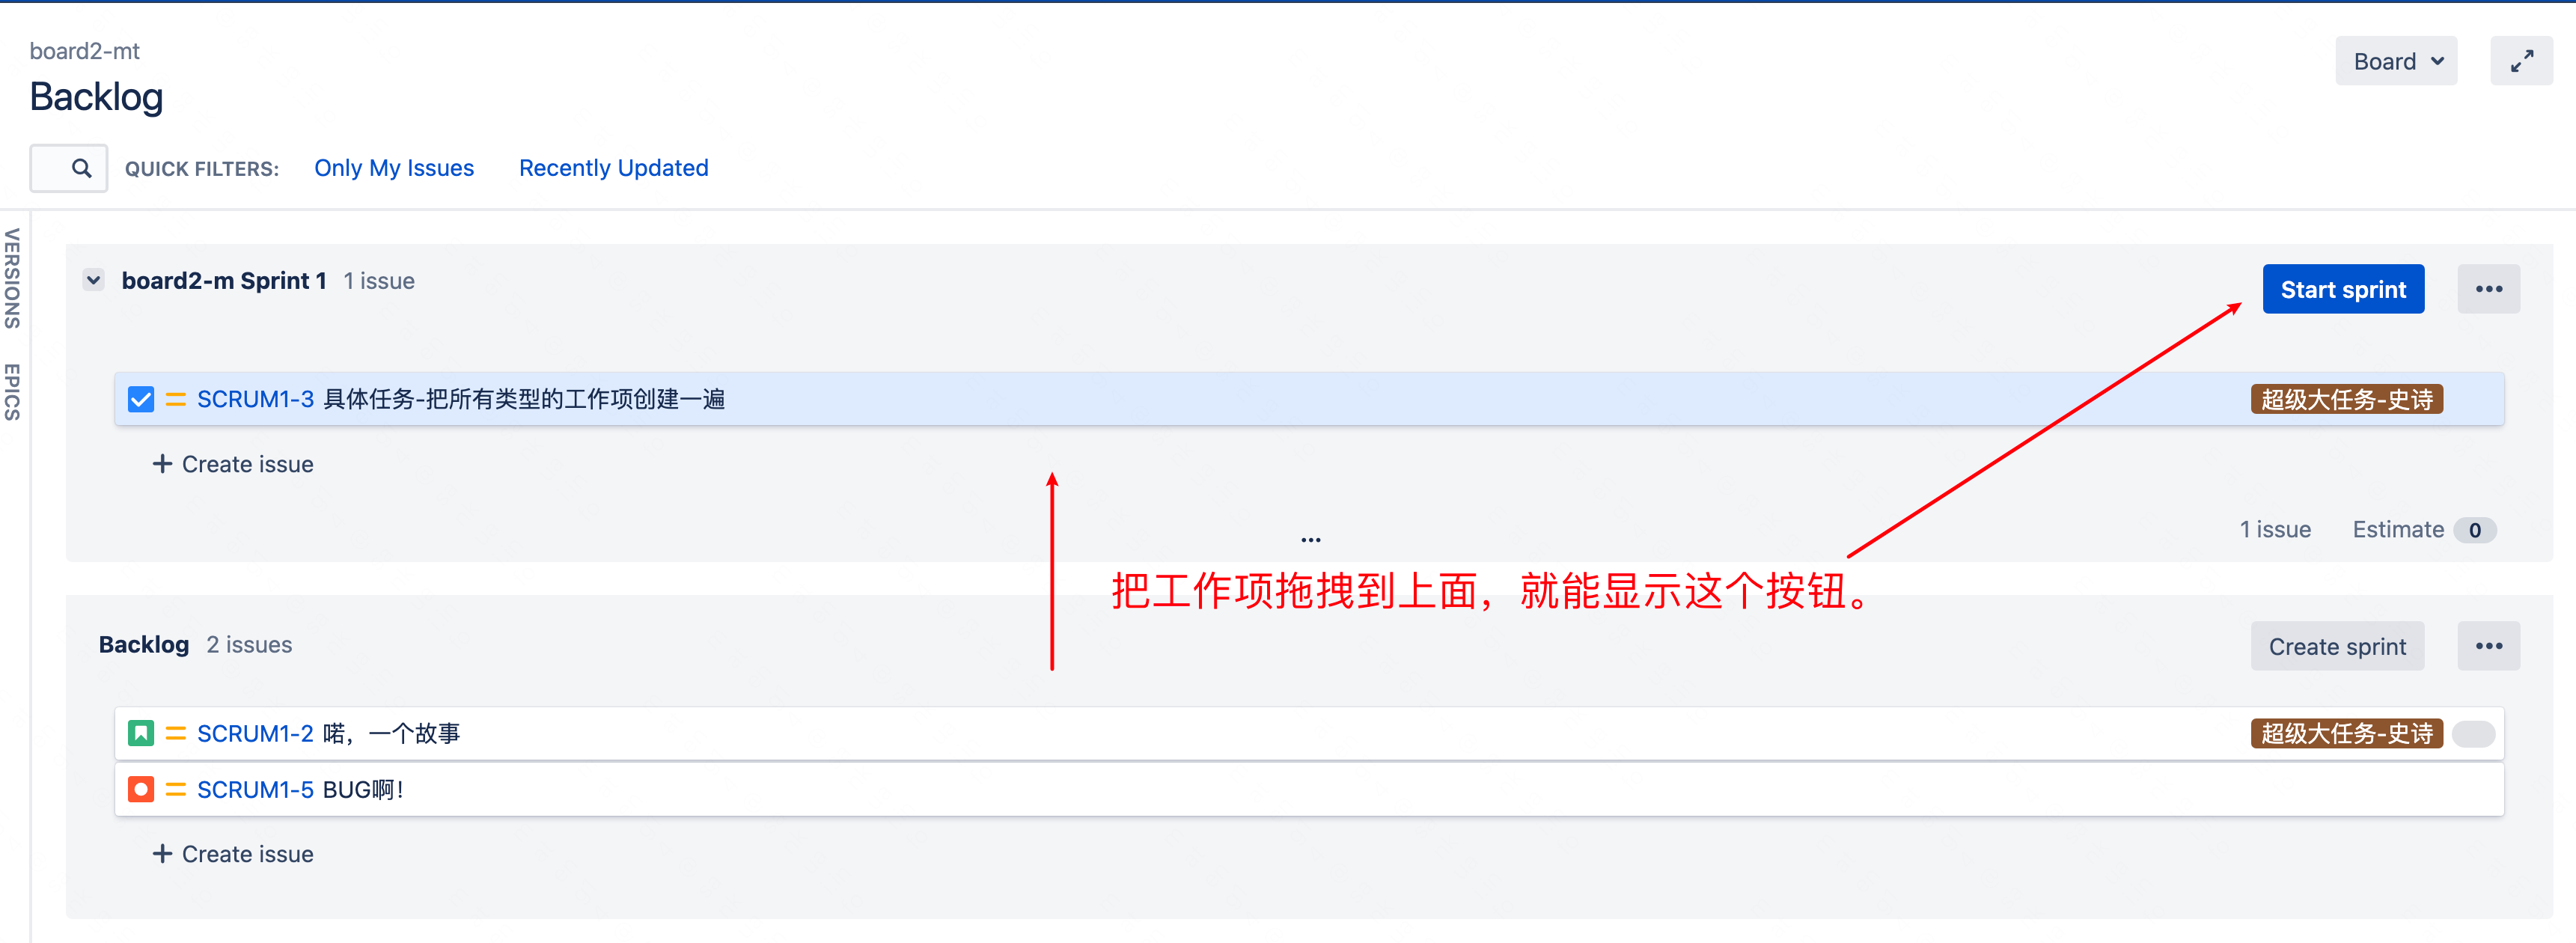 board2-mt
Backlog
Board
QUICK FILTERS: Only My Issues Recently Updated
VERSIONS
EPICS
board2-m Sprint 1 1 issue
Start sprint
SCRUM1-3 具体任务-把所有类型的工作项创建一遍 超级大任务-史诗
+ Create issue
1 issue Estimate 0
...
把工作项拖拽到上面，就能显示这个按钮。
Backlog 2 issues
Create sprint
SCRUM1-2 喏，一个故事 超级大任务-史诗
SCRUM1-5 BUG啊！
+ Create issue